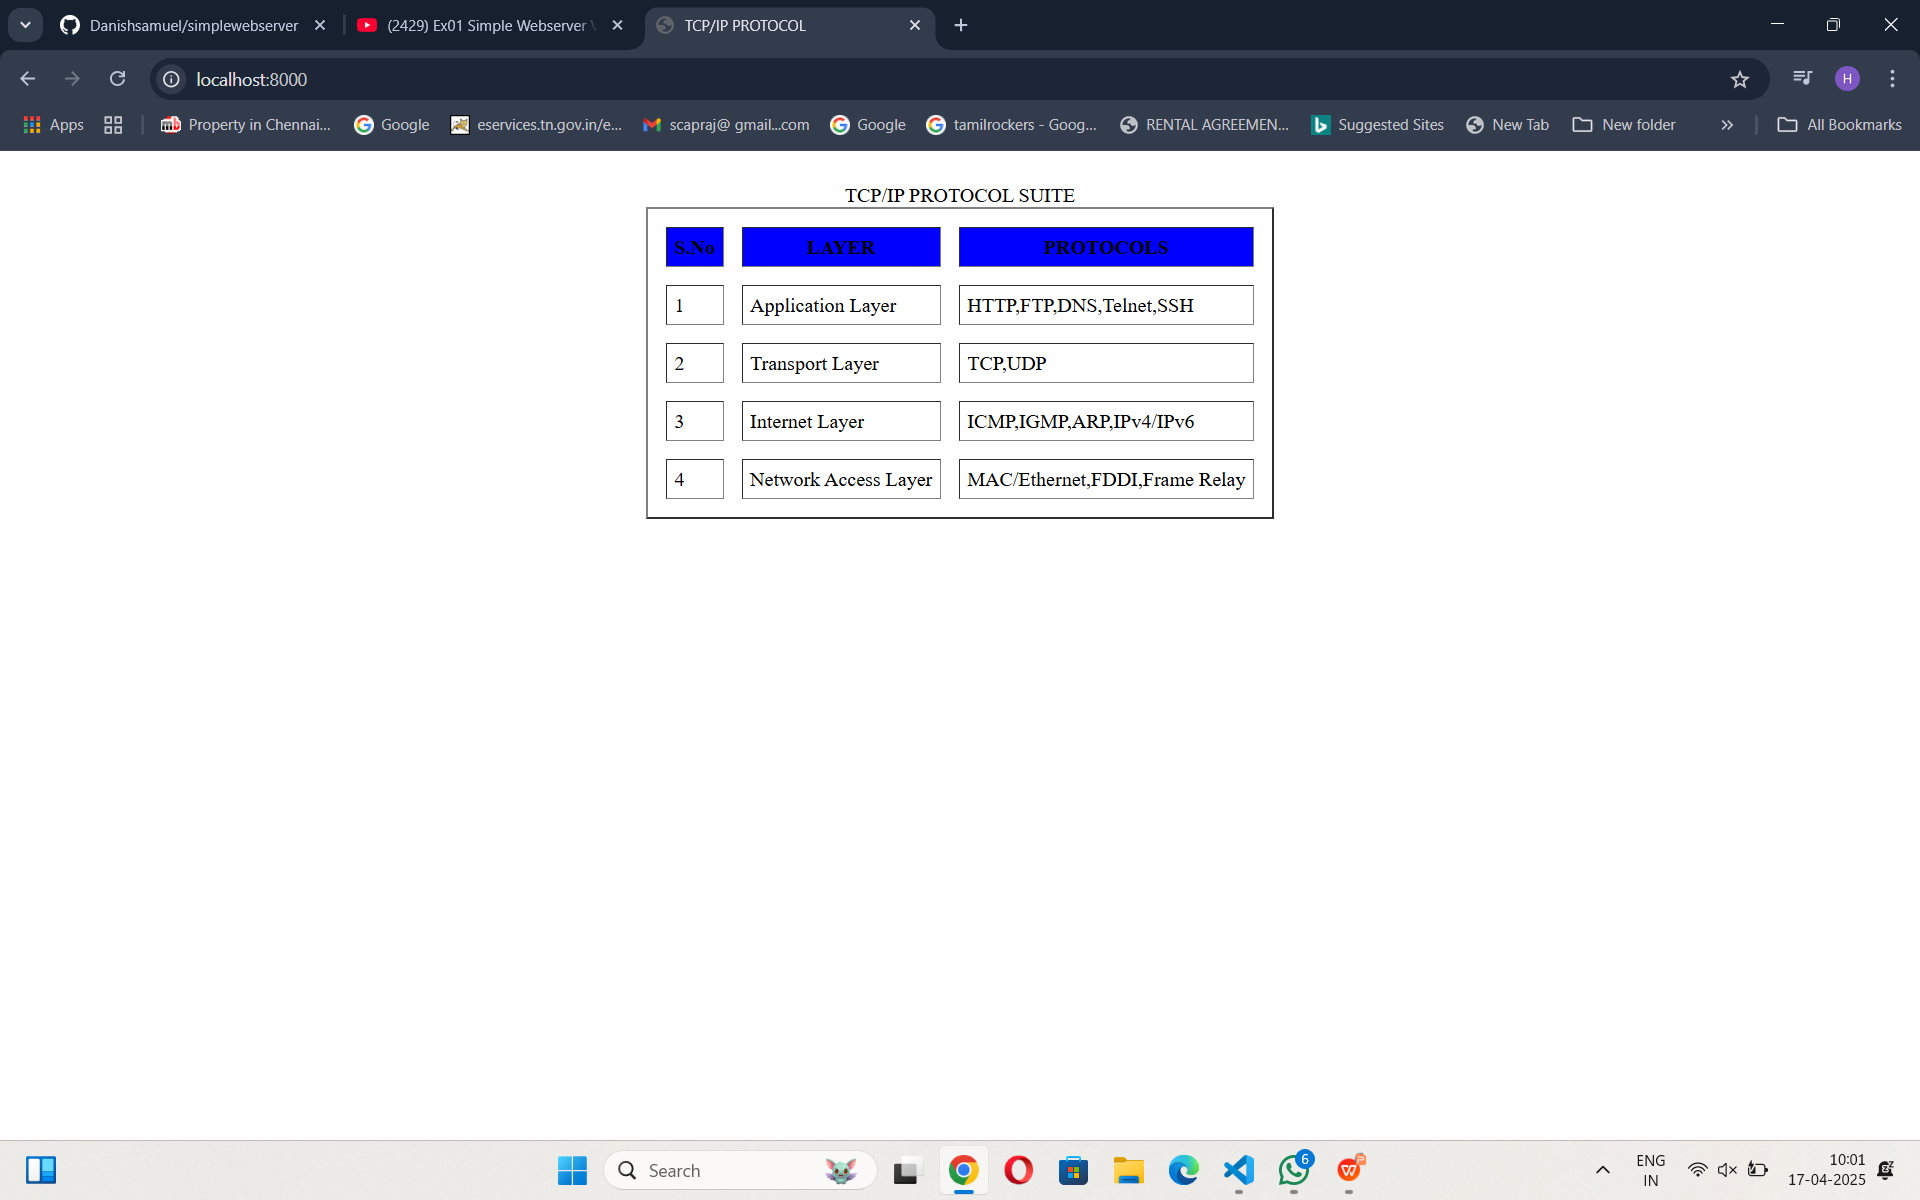 Danishsamuel/simplewebserver
(2429) Ex01 Simple Webserver
TCP/IP PROTOCOL
localhost:8000
H
Apps
Property in Chennai...
Google
eservices.tn.gov.in/e...
scapraj@ gmail...com
Google
tamilrockers - Goog...
RENTAL AGREEMEN...
Suggested Sites
New Tab
New folder
All Bookmarks
TCP/IP PROTOCOL SUITE
S.No LAYER PROTOCOLS
1 Application Layer HTTP,FTP,DNS,Telnet,SSH
2 Transport Layer TCP,UDP
3 Internet Layer ICMP,IGMP,ARP,IPv4/IPv6
4 Network Access Layer MAC/Ethernet,FDDI,Frame Relay
Search
6
ENG
IN
10:01
17-04-2025